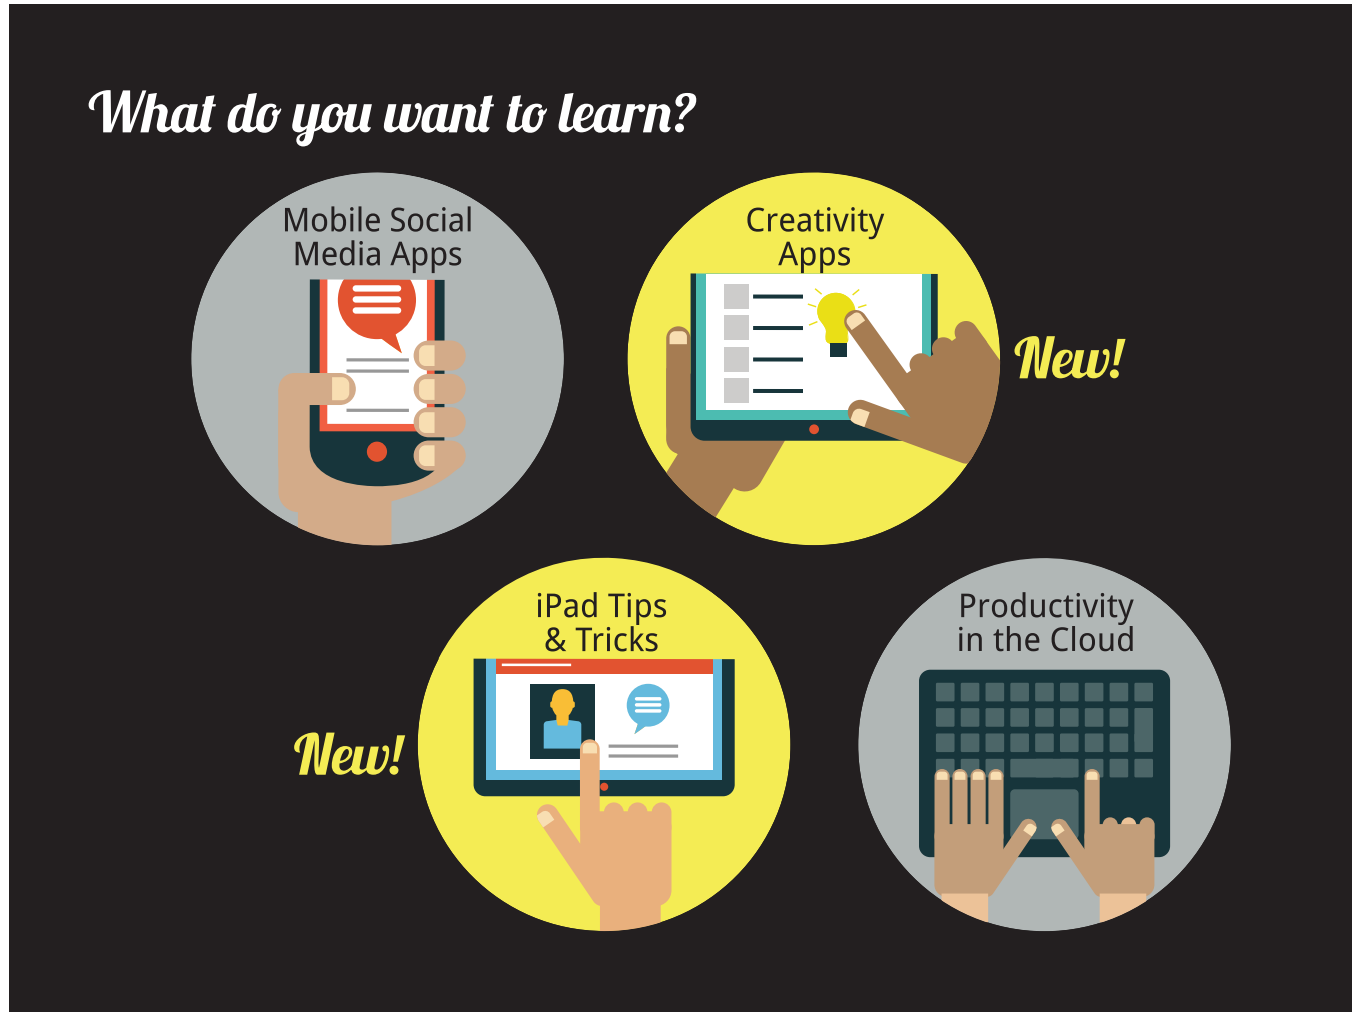 What do you want to learn?
Mobile Social
Media Apps
Creativity
Apps
New!
iPad Tips
& Tricks
New!
Productivity
in the Cloud